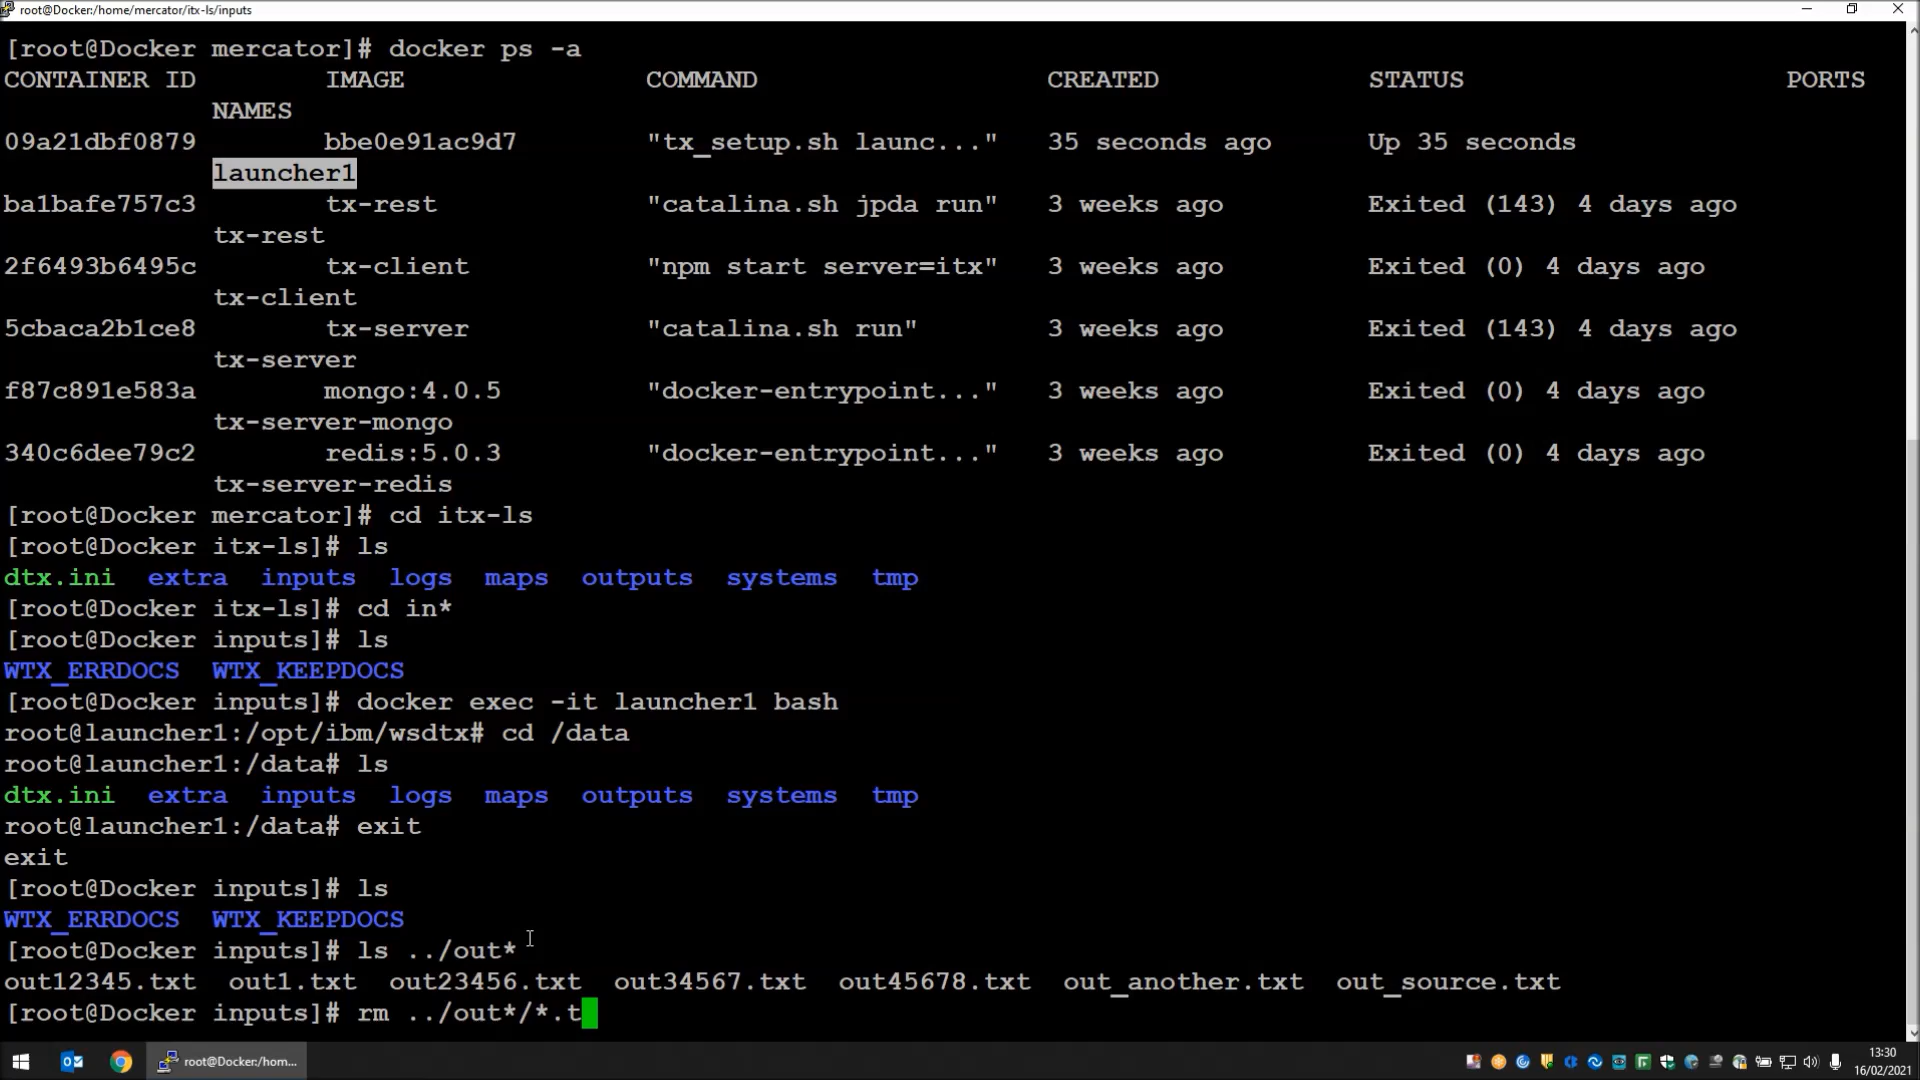 root@Docker:/home/mercator/itx-ls/inputs
[root@Docker mercator]# docker ps -a
CONTAINER ID IMAGE COMMAND CREATED STATUS PORTS
NAMES
09a21dbf0879 bbe0e91ac9d7 "tx_setup.sh launc..." 35 seconds ago Up 35 seconds
launcher1
ba1bafe757c3 tx-rest "catalina.sh jpda run" 3 weeks ago Exited (143) 4 days ago
tx-rest
2f6493b6495c tx-client "npm start server=itx" 3 weeks ago Exited (0) 4 days ago
tx-client
5cbaca2b1ce8 tx-server "catalina.sh run" 3 weeks ago Exited (143) 4 days ago
tx-server
f87c891e583a mongo:4.0.5 "docker-entrypoint..." 3 weeks ago Exited (0) 4 days ago
tx-server-mongo
340c6dee79c2 redis:5.0.3 "docker-entrypoint..." 3 weeks ago Exited (0) 4 days ago
tx-server-redis
[root@Docker mercator]# cd itx-ls
[root@Docker itx-ls]# ls
dtx.ini extra inputs logs maps outputs systems tmp
[root@Docker itx-ls]# cd in*
[root@Docker inputs]# ls
WTX_ERRDOCS WTX_KEEPDOCS
[root@Docker inputs]# docker exec -it launcher1 bash
root@launcher1:/opt/ibm/wsdtx# cd /data
root@launcher1:/data# ls
dtx.ini extra inputs logs maps outputs systems tmp
root@launcher1:/data# exit
exit
[root@Docker inputs]# ls
WTX_ERRDOCS WTX_KEEPDOCS
[root@Docker inputs]# ls ../out*
out12345.txt out1.txt out23456.txt out34567.txt out45678.txt out_another.txt out_source.txt
[root@Docker inputs]# rm ../out*/*.t
root@Docker:/hom...
13:30
16/02/2021